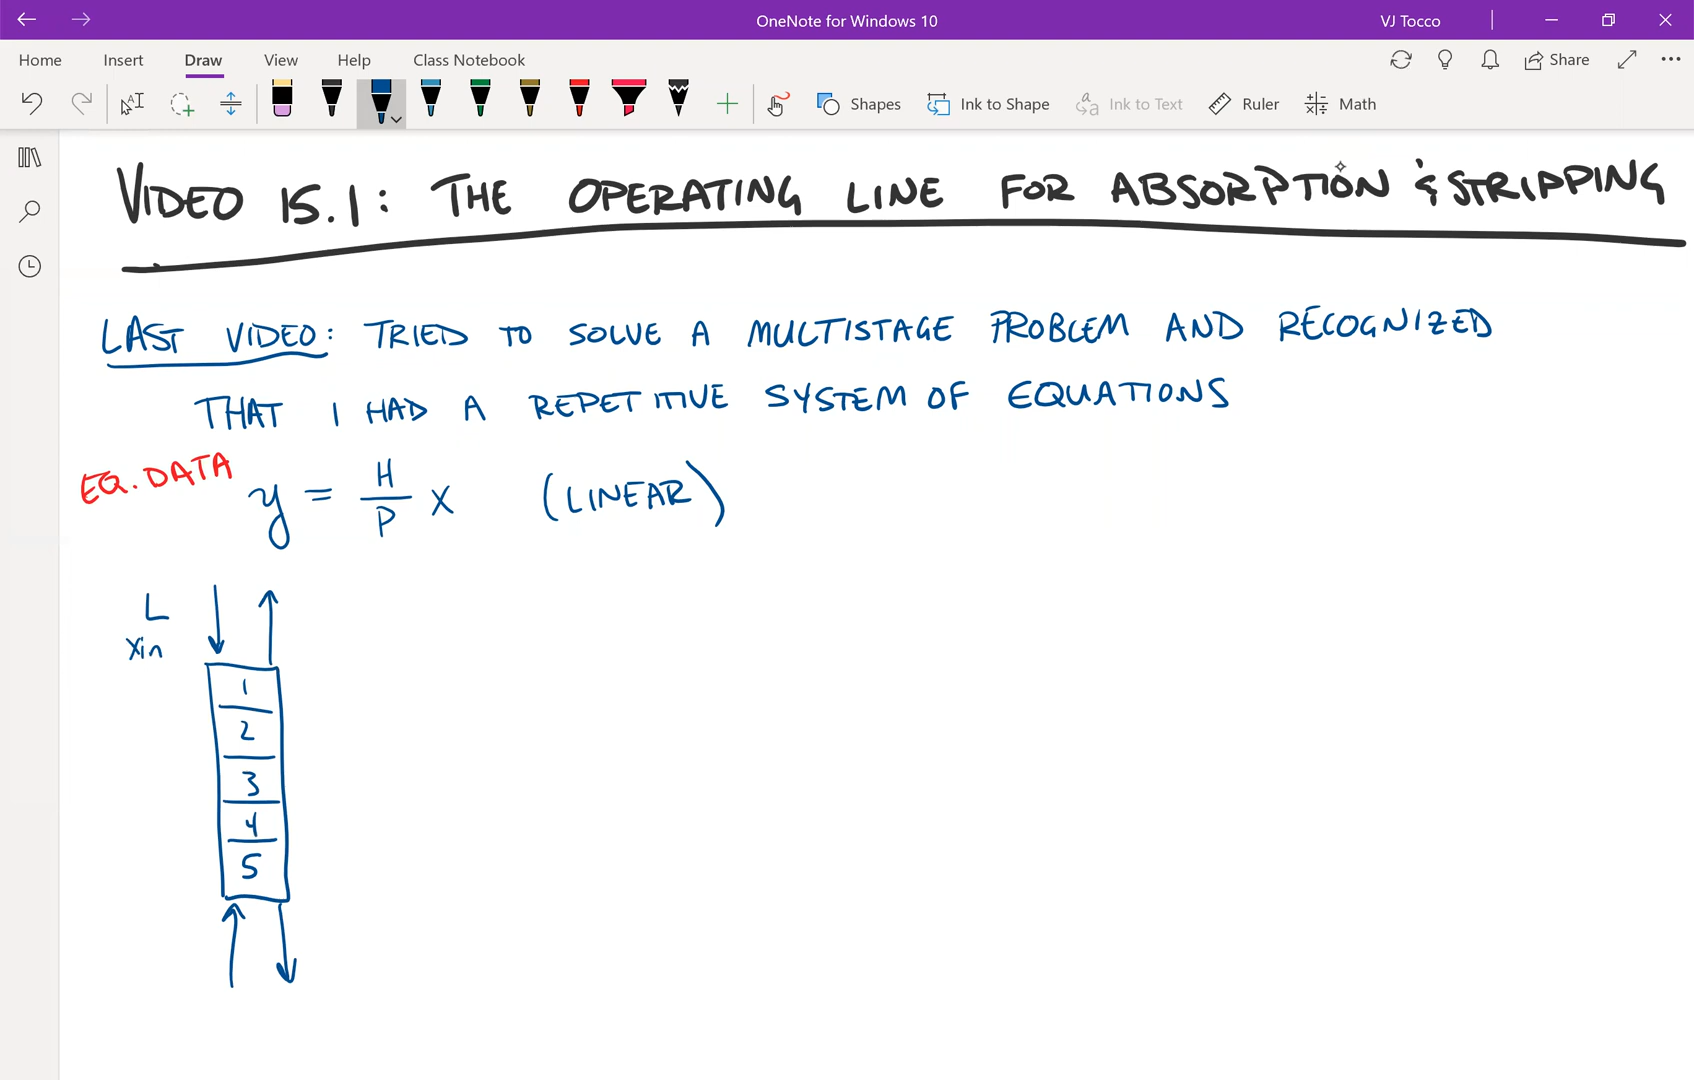 OneNote for Windows 10
VJ Tocco
Home Insert Draw View Help Class Notebook
Share
Shapes Ink to Shape Ink to Text Ruler Math
VIDEO 15.1: THE OPERATING LINE FOR ABSORPTION & STRIPPING
LAST VIDEO: TRIED TO SOLVE A MULTISTAGE PROBLEM AND RECOGNIZED
THAT I HAD A REPETITIVE SYSTEM OF EQUATIONS
EQ. DATA
y = H/P x (LINEAR)
L
Xin
1
2
3
4
5